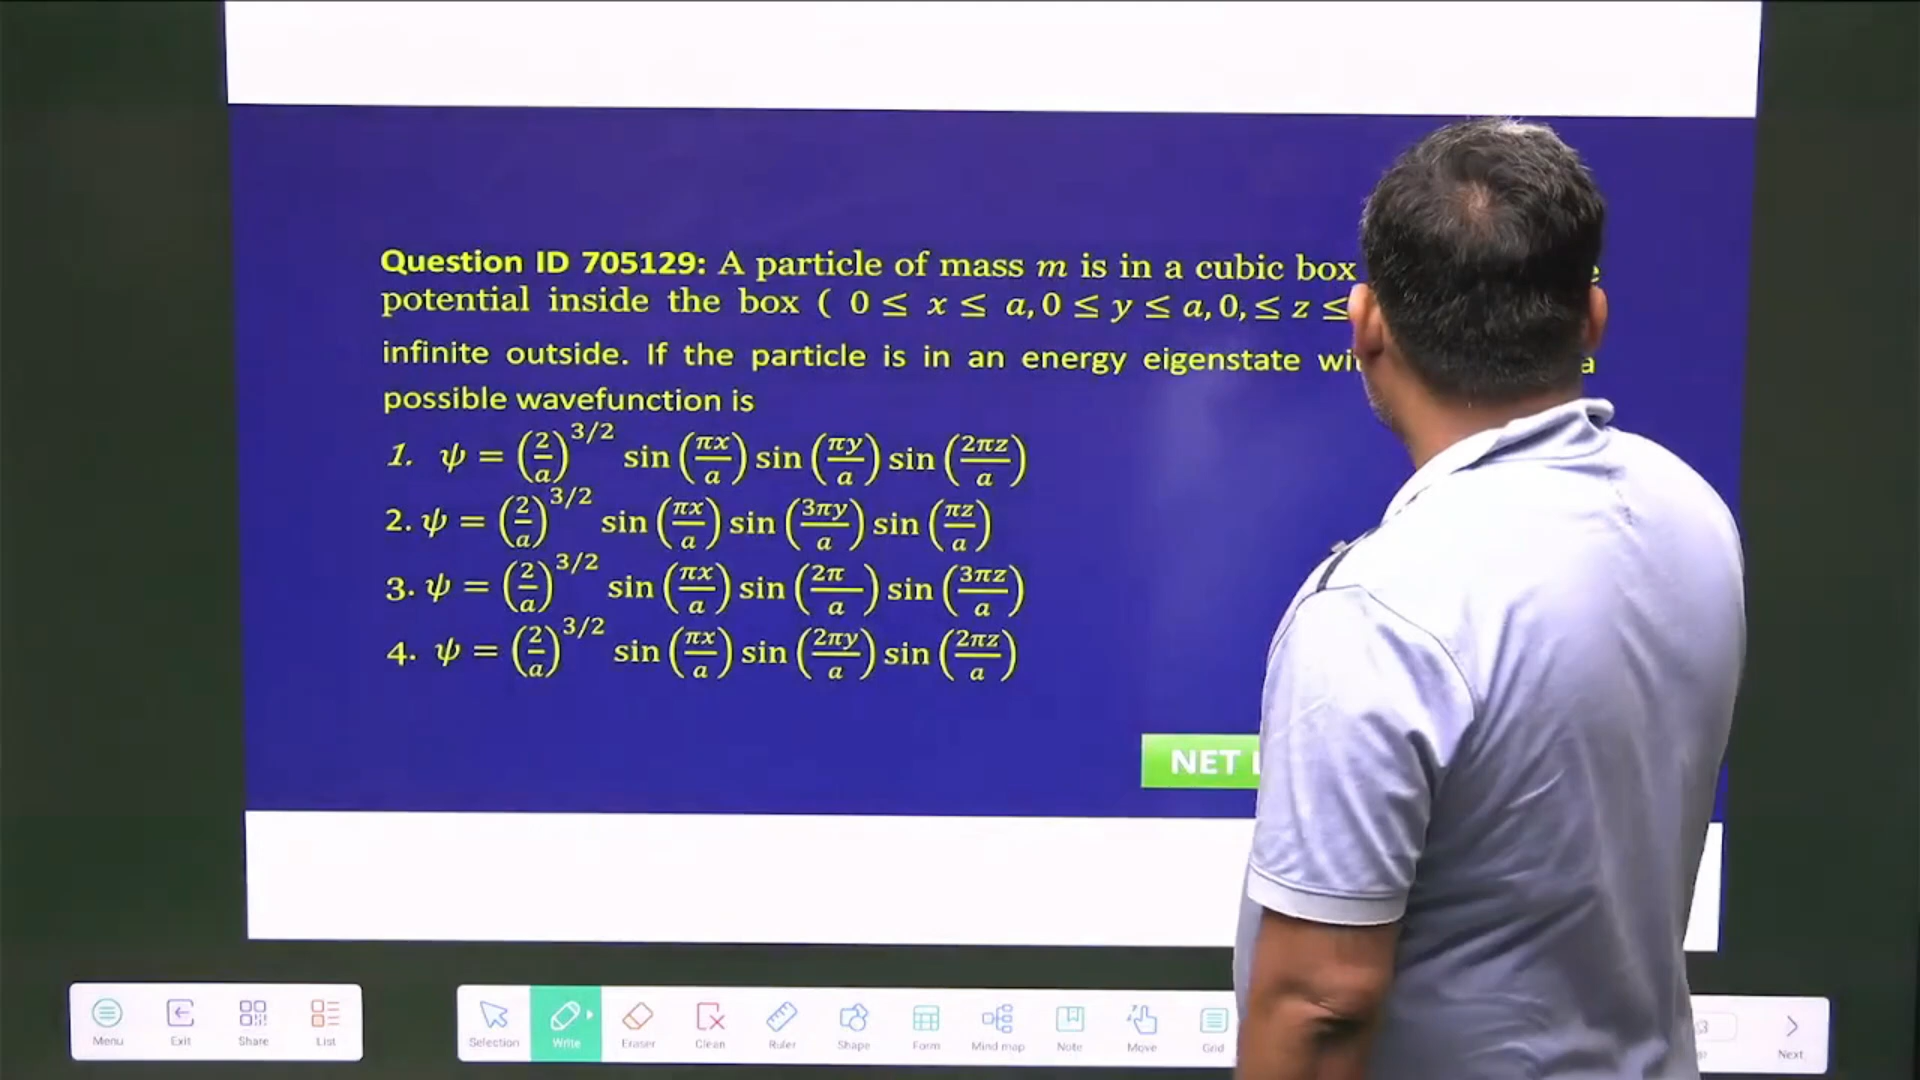 Question ID 705129: A particle of mass m is in a cubic box
potential inside the box ( 0 ≤ x ≤ a, 0 ≤ y ≤ a, 0, ≤ z ≤
infinite outside. If the particle is in an energy eigenstate a
possible wavefunction is
1. ψ = (2/a)^3/2 sin (πx/a) sin (πy/a) sin (2πz/a)
2. ψ = (2/a)^3/2 sin (πx/a) sin (3πy/a) sin (πz/a)
3. ψ = (2/a)^3/2 sin (πx/a) sin (2π/a) sin (3πz/a)
4. ψ = (2/a)^3/2 sin (πx/a) sin (2πy/a) sin (2πz/a)
NET
Menu Exit Share List Selection Write Eraser Clean Ruler Shape Form Mind map Note Move Grid Next